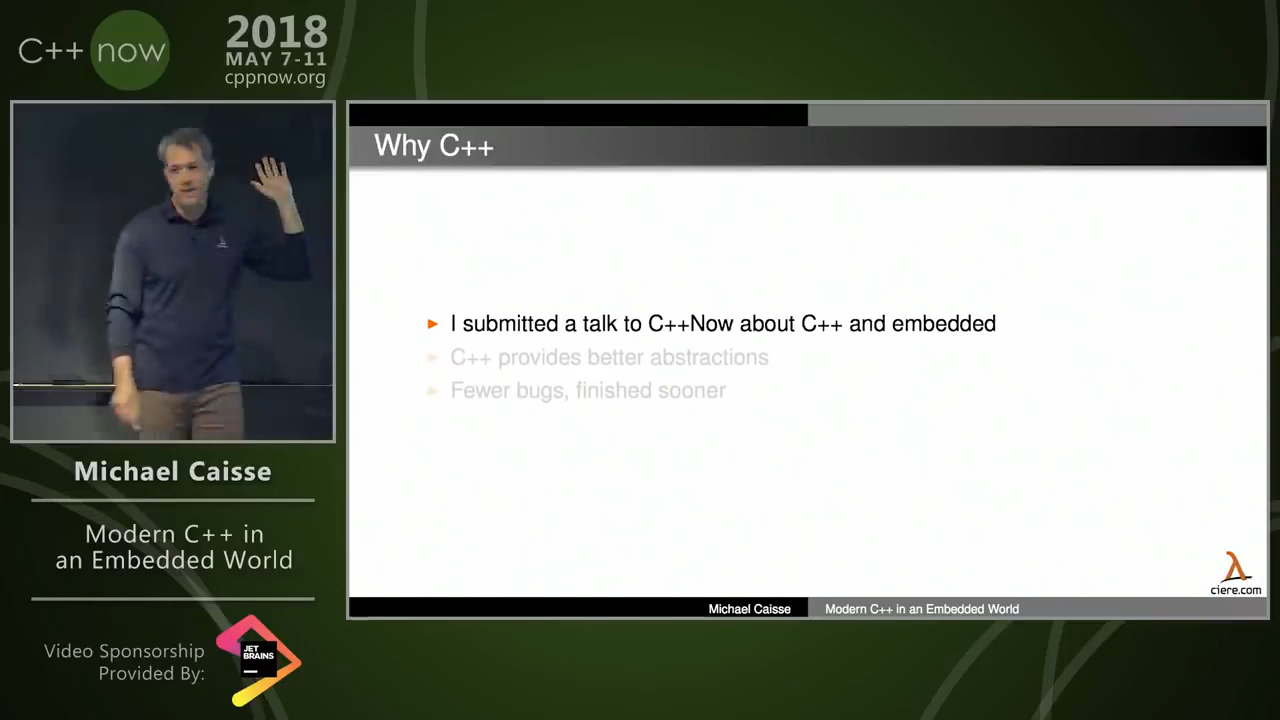 C++ now
2018
MAY 7-11
cppnow.org
Why C++
I submitted a talk to C++Now about C++ and embedded
C++ provides better abstractions
Fewer bugs, finished sooner
ciere.com
Michael Caisse
Modern C++ in an Embedded World
Michael Caisse
Modern C++ in
an Embedded World
Video Sponsorship
Provided By:
JET
BRAINS